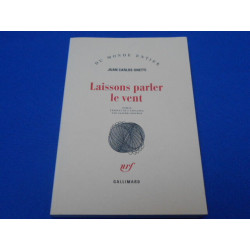 DU MONDE ENTIER
JUAN CARLOS ONETTI
Laissons parler
le vent
nrf
GALLIMARD